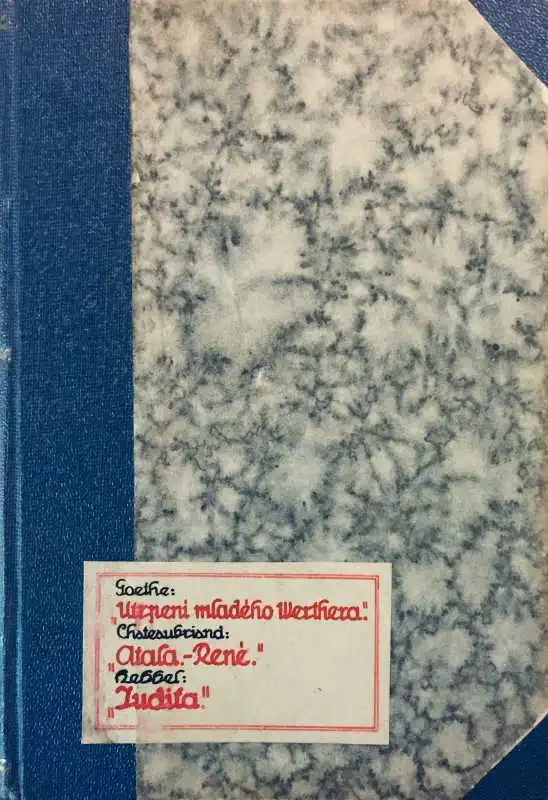 Goethe:
„Utrpení mladého Werthera."
Chateaubriand:
„Atala.-René."
Hebbel:
„Judita."